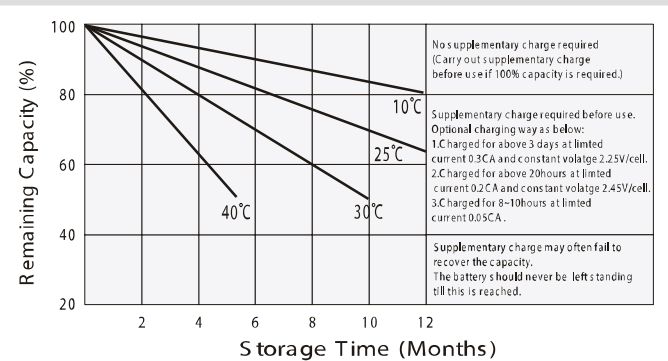 100
80
60
40
20
Remaining Capacity (%)
2 4 6 8 10 12
Storage Time (Months)
10℃
25℃
30℃
40℃
No supplementary charge required
(Carry out supplementary charge
before use if 100% capacity is required.)
Supplementary charge required before use.
Optional charging way as below:
1.Charged for above 3 days at limted
current 0.3CA and constant volatge 2.25V/cell.
2.Charged for above 20hours at limted
current 0.2CA and constant volatge 2.45V/cell.
3.Charged for 8~10hours at limted
current 0.05CA.
Supplementary charge may often fail to
recover the capacity.
The battery should never be left standing
till this is reached.